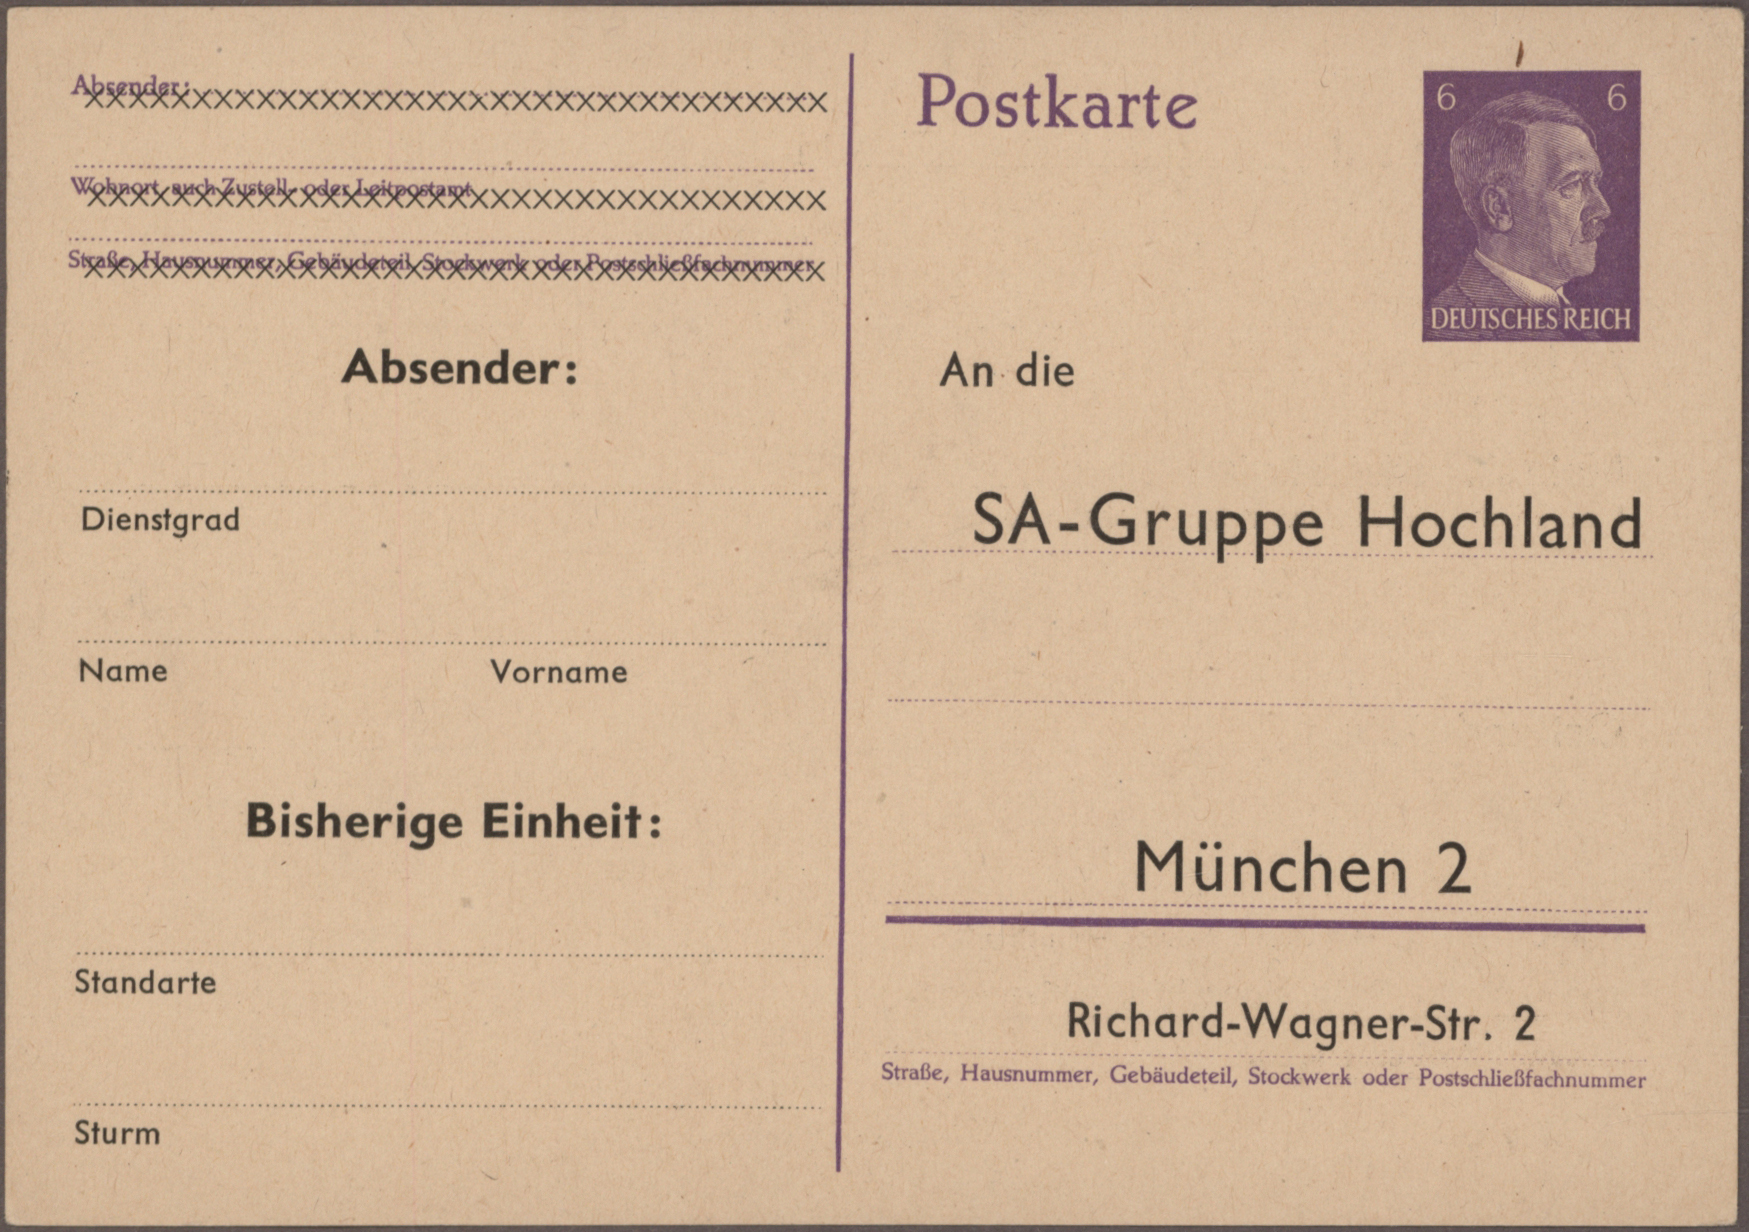 Absender:
Wohnort, auch Zustell- oder Leitpostamt
Straße, Hausnummer, Gebäudeteil, Stockwerk oder Postschließfachnummer
Absender:
Dienstgrad
Name Vorname
Bisherige Einheit:
Standarte
Sturm
Postkarte
6 6
DEUTSCHES REICH
An die
SA-Gruppe Hochland
München 2
Richard-Wagner-Str. 2
Straße, Hausnummer, Gebäudeteil, Stockwerk oder Postschließfachnummer